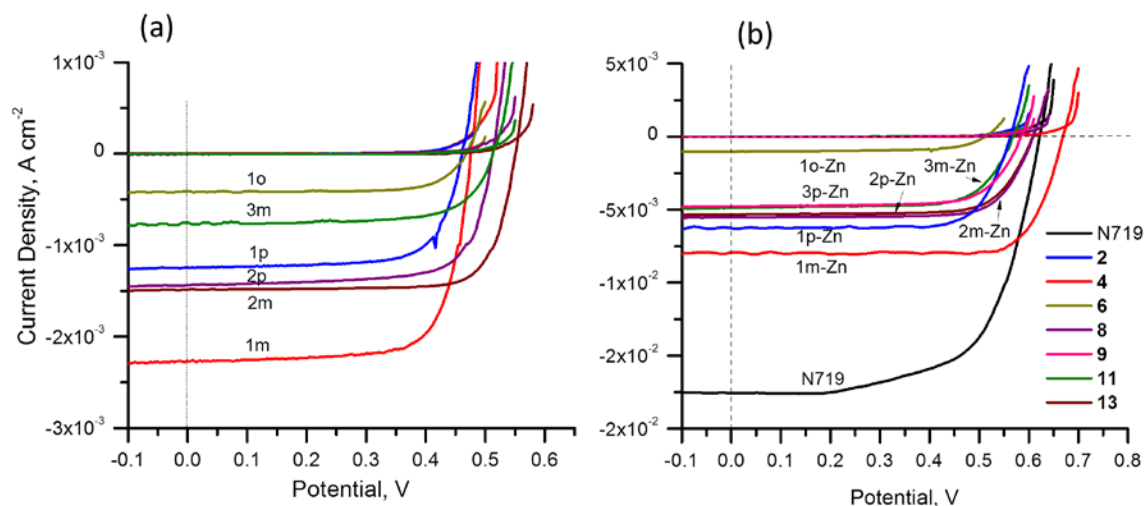 (a)
1x10⁻³
0
-1x10⁻³
-2x10⁻³
-3x10⁻³
Current Density, A cm⁻²
1o
3m
1p
2p
2m
1m
-0.1 0.0 0.1 0.2 0.3 0.4 0.5 0.6
Potential, V
(b)
5x10⁻³
0
-5x10⁻³
-1x10⁻²
-2x10⁻²
-2x10⁻²
1o-Zn
3m-Zn
3p-Zn
2p-Zn
2m-Zn
1p-Zn
1m-Zn
N719
N719
2
4
6
8
9
11
13
-0.1 0.0 0.1 0.2 0.3 0.4 0.5 0.6 0.7 0.8
Potential, V